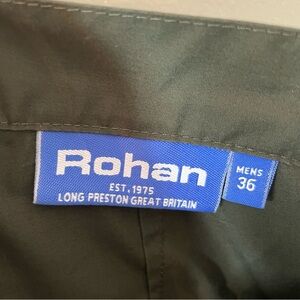 Rohan
EST. 1975
LONG PRESTON GREAT BRITAIN
MENS
36